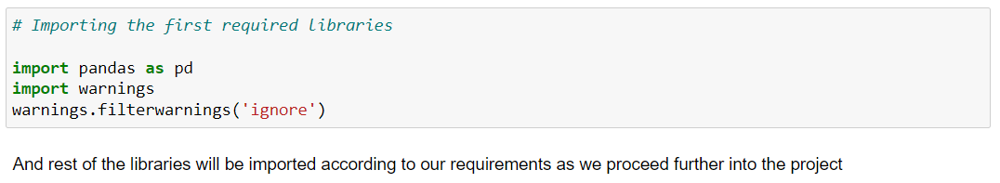 # Importing the first required libraries
import pandas as pd
import warnings
warnings.filterwarnings('ignore')
And rest of the libraries will be imported according to our requirements as we proceed further into the project